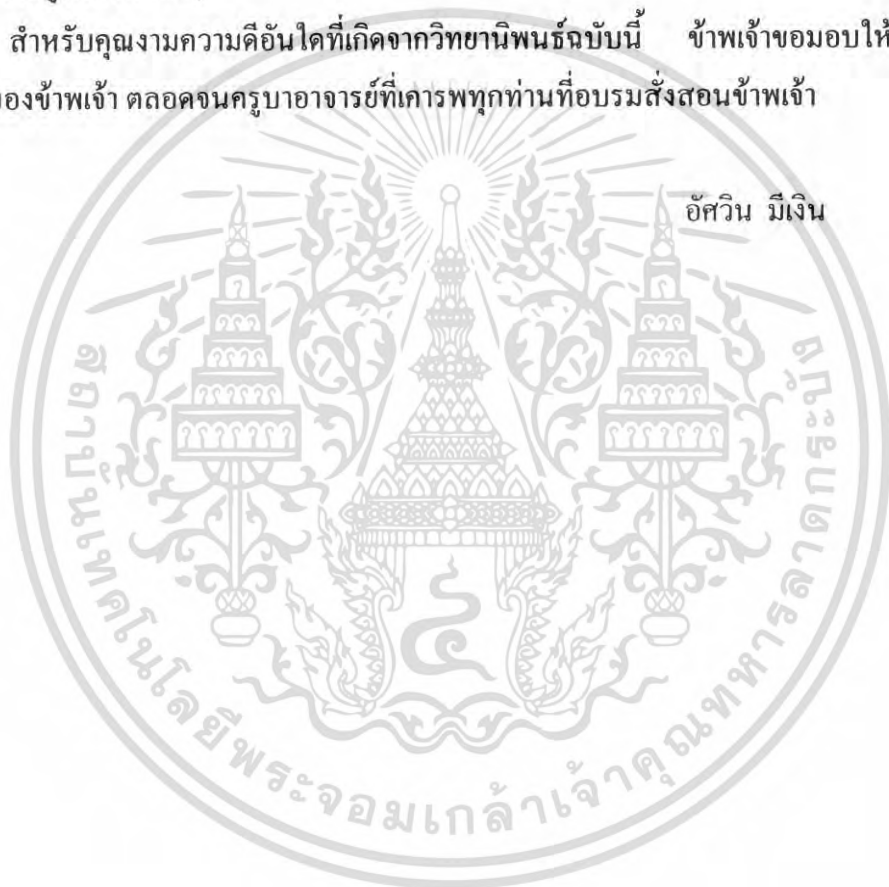 สำหรับคุณงามความดีอันใดที่เกิดจากวิทยานิพนธ์ฉบับนี้ ข้าพเจ้าขอมอบให้
ของข้าพเจ้า ตลอดจนครูบาอาจารย์ที่เคารพทุกท่านที่อบรมสั่งสอนข้าพเจ้า
อัศวิน มีเงิน
สถาบันเทคโนโลยีพระจอมเกล้าเจ้าคุณทหารลาดกระบัง
๔